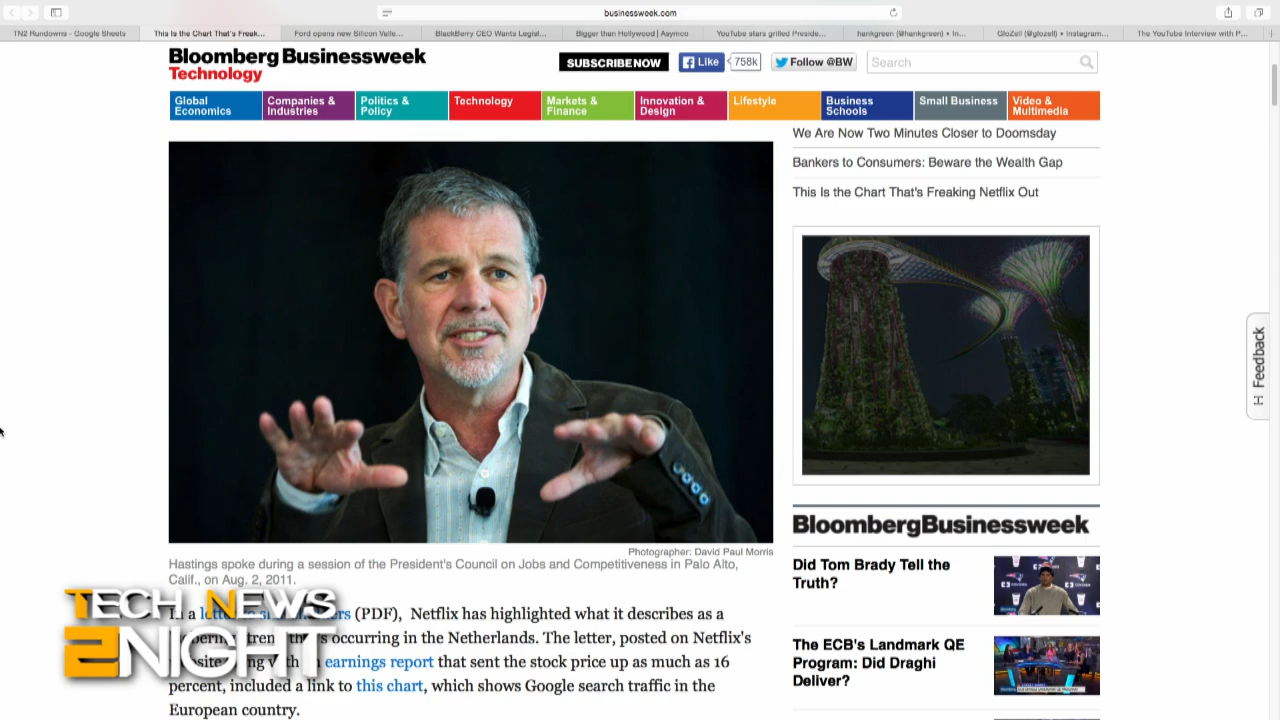 businessweek.com
TN2 Rundowns - Google Sheets
This Is the Chart That's Freak...
Ford opens new Silicon Valle...
BlackBerry CEO Wants Legisl...
Bigger than Hollywood | Asymco
YouTube stars grilled Preside...
hankgreen (@hankgreen) • In...
GloZell (@glozell) • Instagram...
The YouTube Interview with P...
Bloomberg Businessweek
Technology
SUBSCRIBE NOW
Like
758k
Follow @BW
Search
Global
Economics
Companies &
Industries
Politics &
Policy
Technology
Markets &
Finance
Innovation &
Design
Lifestyle
Business
Schools
Small Business
Video &
Multimedia
We Are Now Two Minutes Closer to Doomsday
Bankers to Consumers: Beware the Wealth Gap
This Is the Chart That's Freaking Netflix Out
Feedback
Photographer: David Paul Morris
Hastings spoke during a session of the President's Council on Jobs and Competitiveness in Palo Alto,
Calif., on Aug. 2, 2011.
In a (PDF), Netflix has highlighted what it describes as a
occurring in the Netherlands. The letter, posted on Netflix's
earnings report that sent the stock price up as much as 16
percent, included a link to this chart, which shows Google search traffic in the
European country.
TECH NEWS
2NIGHT
BloombergBusinessweek
Did Tom Brady Tell the
Truth?
The ECB's Landmark QE
Program: Did Draghi
Deliver?